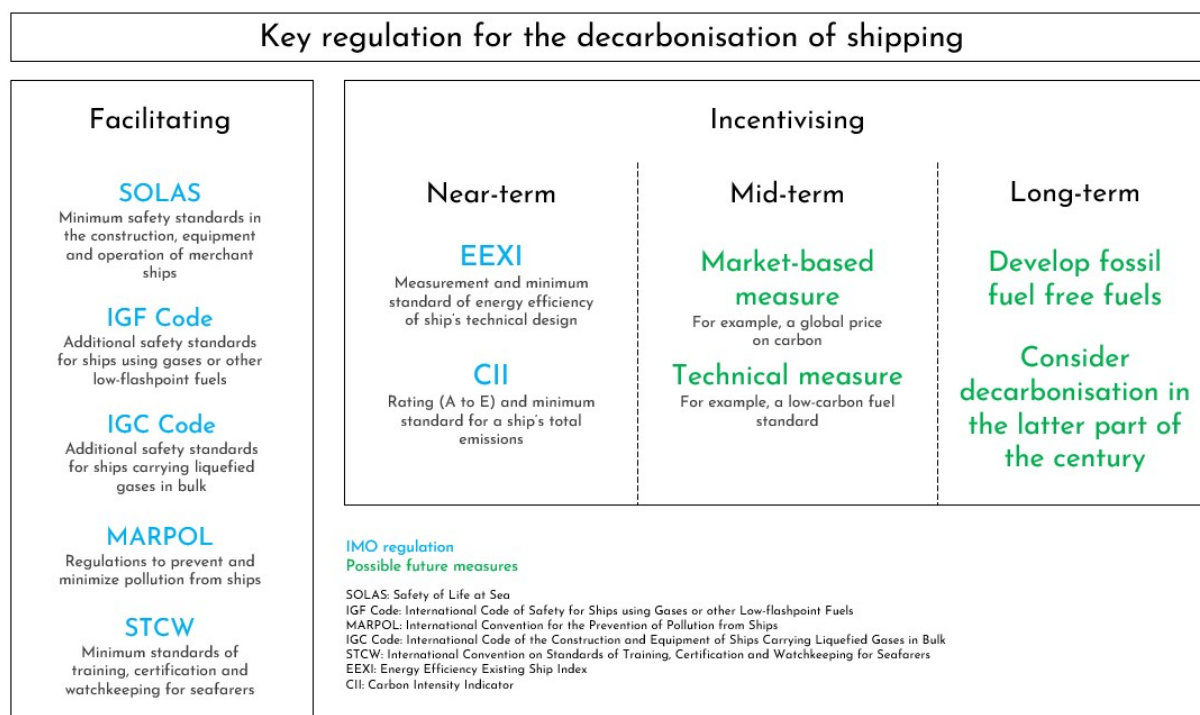 Key regulation for the decarbonisation of shipping
Facilitating
SOLAS
Minimum safety standards in
the construction, equipment
and operation of merchant
ships
IGF Code
Additional safety standards
for ships using gases or other
low-flashpoint fuels
IGC Code
Additional safety standards
for ships carrying liquefied
gases in bulk
MARPOL
Regulations to prevent and
minimize pollution from ships
STCW
Minimum standards of
training, certification and
watchkeeping for seafarers
Incentivising
Near-term
EEXI
Measurement and minimum
standard of energy efficiency
of ship's technical design
CII
Rating (A to E) and minimum
standard for a ship's total
emissions
Mid-term
Market-based
measure
For example, a global price
on carbon
Technical measure
For example, a low-carbon fuel
standard
Long-term
Develop fossil
fuel free fuels
Consider
decarbonisation in
the latter part of
the century
IMO regulation
Possible future measures
SOLAS: Safety of Life at Sea
IGF Code: International Code of Safety for Ships using Gases or other Low-flashpoint Fuels
MARPOL: International Convention for the Prevention of Pollution from Ships
IGC Code: International Code of the Construction and Equipment of Ships Carrying Liquefied Gases in Bulk
STCW: International Convention on Standards of Training, Certification and Watchkeeping for Seafarers
EEXI: Energy Efficiency Existing Ship Index
CII: Carbon Intensity Indicator